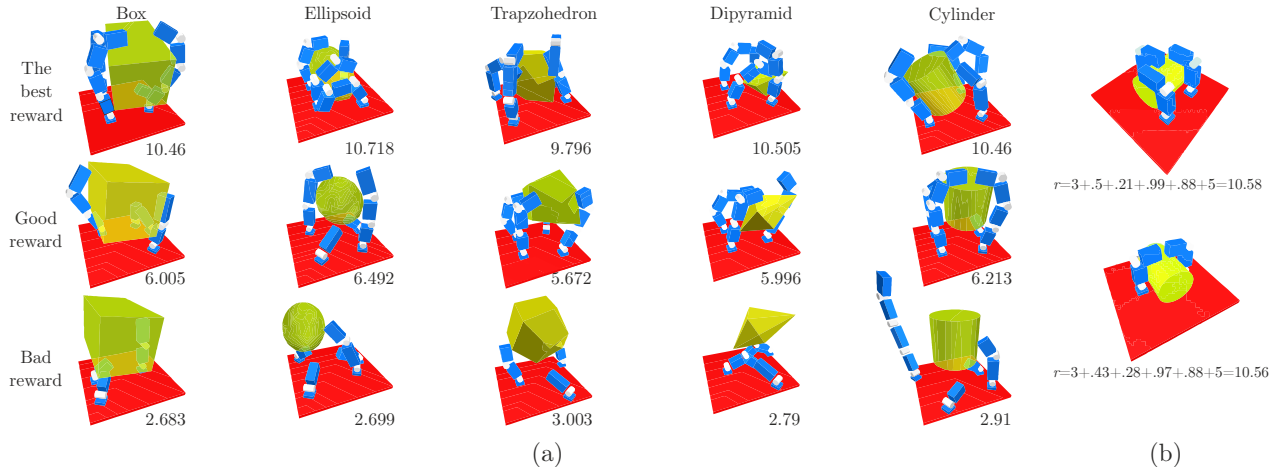 Box Ellipsoid Trapzohedron Dipyramid Cylinder
The
best
reward
10.46 10.718 9.796 10.505 10.46
r=3+.5+.21+.99+.88+5=10.58
Good
reward
6.005 6.492 5.672 5.996 6.213
Bad
reward
r=3+.43+.28+.97+.88+5=10.56
2.683 2.699 3.003 2.79 2.91
(a) (b)